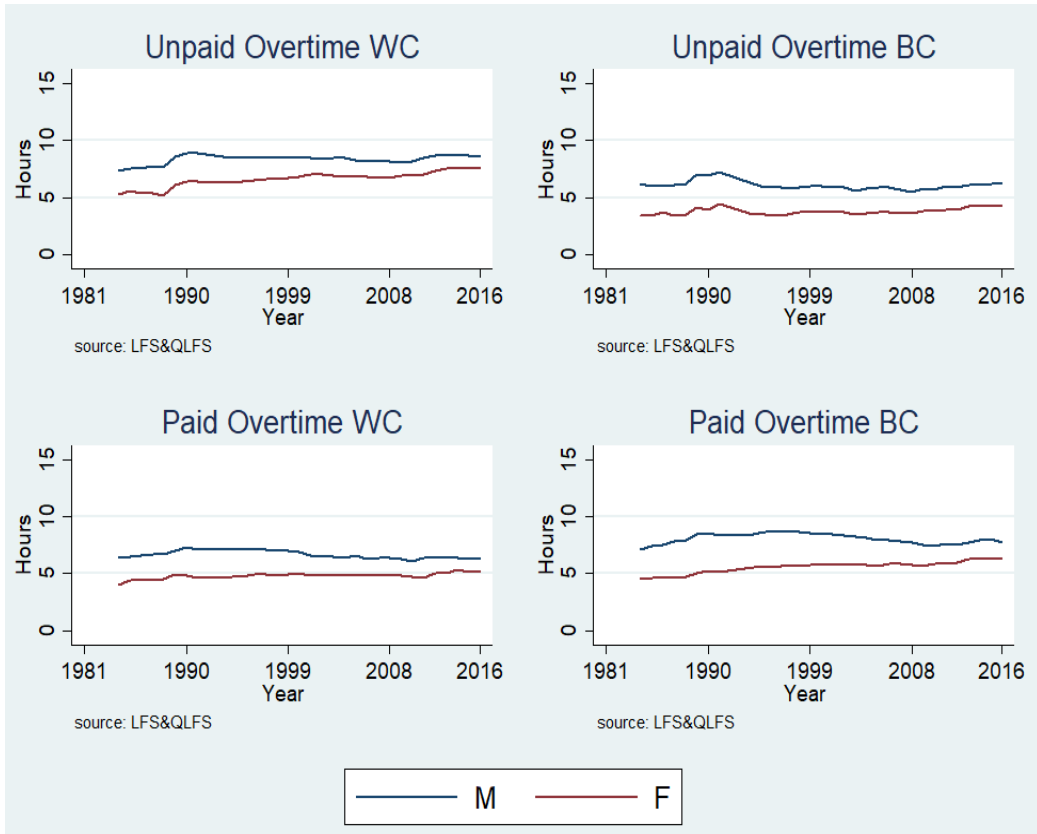 Unpaid Overtime WC
15
10
5
0
Hours
1981
1990
1999
2008
2016
Year
source: LFS&QLFS
Unpaid Overtime BC
15
10
5
0
Hours
1981
1990
1999
2008
2016
Year
source: LFS&QLFS
Paid Overtime WC
15
10
5
0
Hours
1981
1990
1999
2008
2016
Year
source: LFS&QLFS
Paid Overtime BC
15
10
5
0
Hours
1981
1990
1999
2008
2016
Year
source: LFS&QLFS
M
F